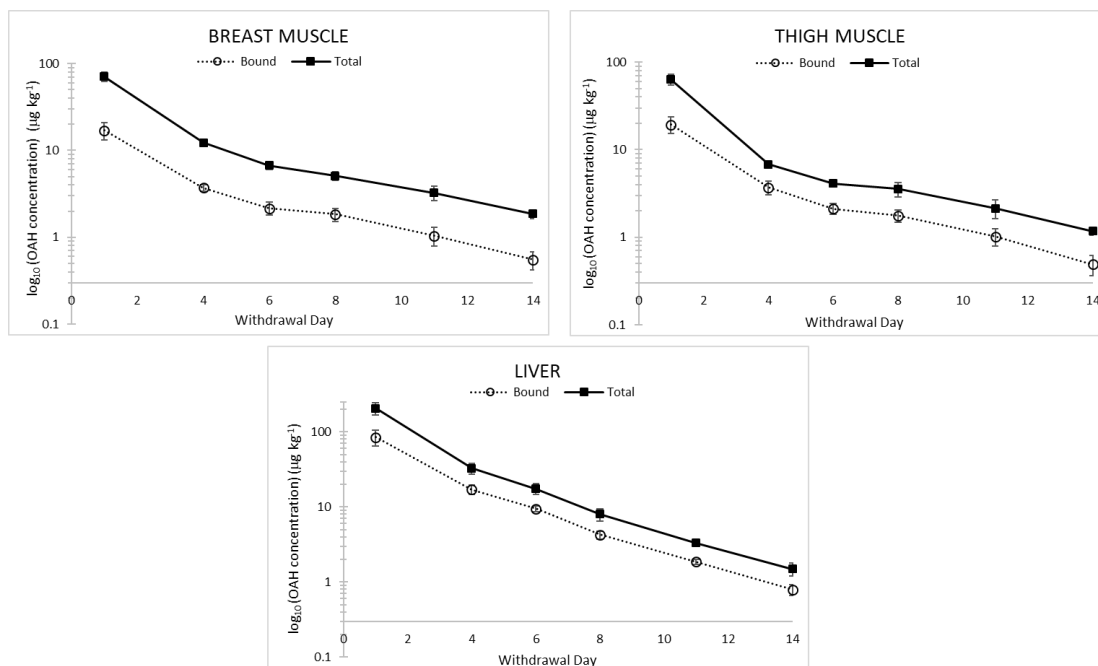 BREAST MUSCLE
Bound Total
log₁₀(OAH concentration) (µg kg⁻¹)
100
10
1
0.1
0 2 4 6 8 10 12 14
Withdrawal Day
THIGH MUSCLE
Bound Total
log₁₀(OAH concentration) (µg kg⁻¹)
100
10
1
0.1
0 2 4 6 8 10 12 14
Withdrawal Day
LIVER
Bound Total
log₁₀(OAH concentration) (µg kg⁻¹)
100
10
1
0.1
0 2 4 6 8 10 12 14
Withdrawal Day